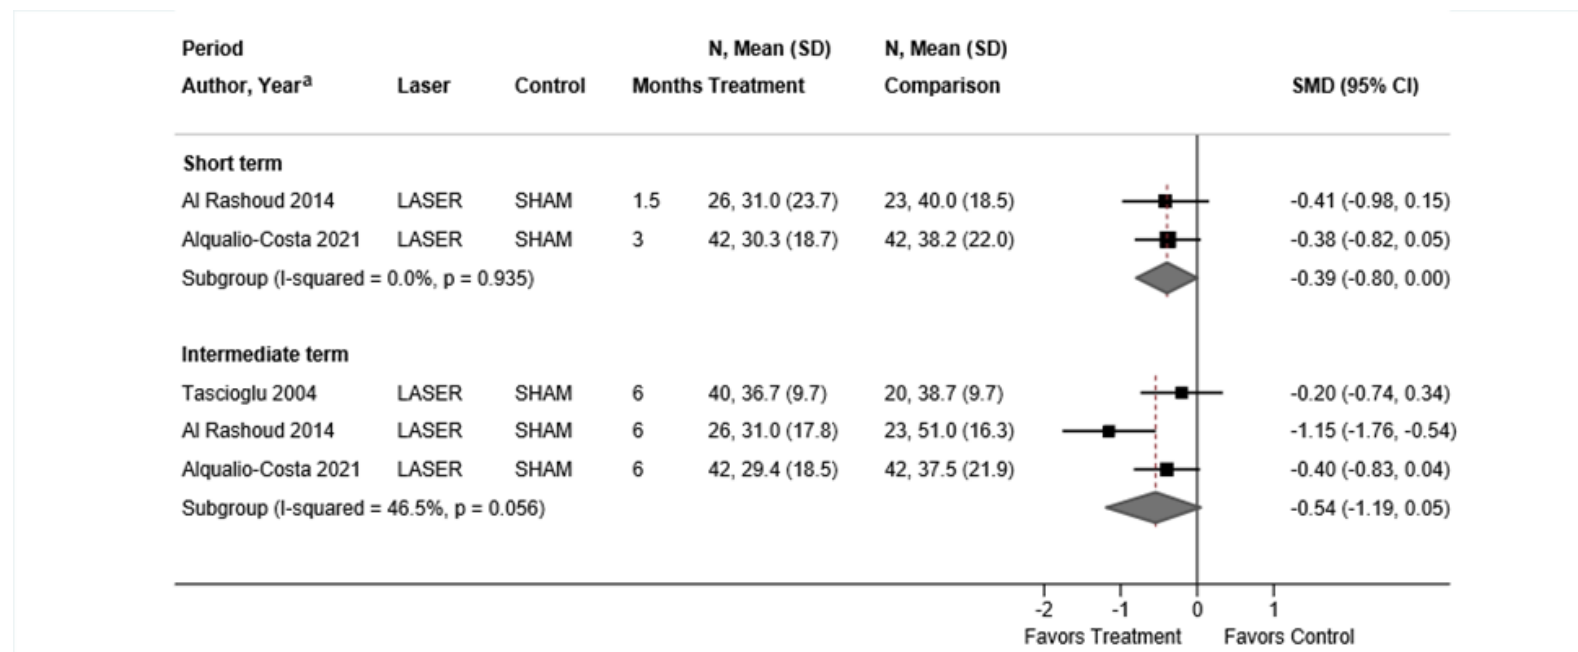 Period N, Mean (SD) N, Mean (SD)
Author, Yearᵃ Laser Control Months Treatment Comparison SMD (95% CI)
Short term
Al Rashoud 2014 LASER SHAM 1.5 26, 31.0 (23.7) 23, 40.0 (18.5) -0.41 (-0.98, 0.15)
Alqualio-Costa 2021 LASER SHAM 3 42, 30.3 (18.7) 42, 38.2 (22.0) -0.38 (-0.82, 0.05)
Subgroup (I-squared = 0.0%, p = 0.935) -0.39 (-0.80, 0.00)
Intermediate term
Tascioglu 2004 LASER SHAM 6 40, 36.7 (9.7) 20, 38.7 (9.7) -0.20 (-0.74, 0.34)
Al Rashoud 2014 LASER SHAM 6 26, 31.0 (17.8) 23, 51.0 (16.3) -1.15 (-1.76, -0.54)
Alqualio-Costa 2021 LASER SHAM 6 42, 29.4 (18.5) 42, 37.5 (21.9) -0.40 (-0.83, 0.04)
Subgroup (I-squared = 46.5%, p = 0.056) -0.54 (-1.19, 0.05)
-2 -1 0 1
Favors Treatment Favors Control